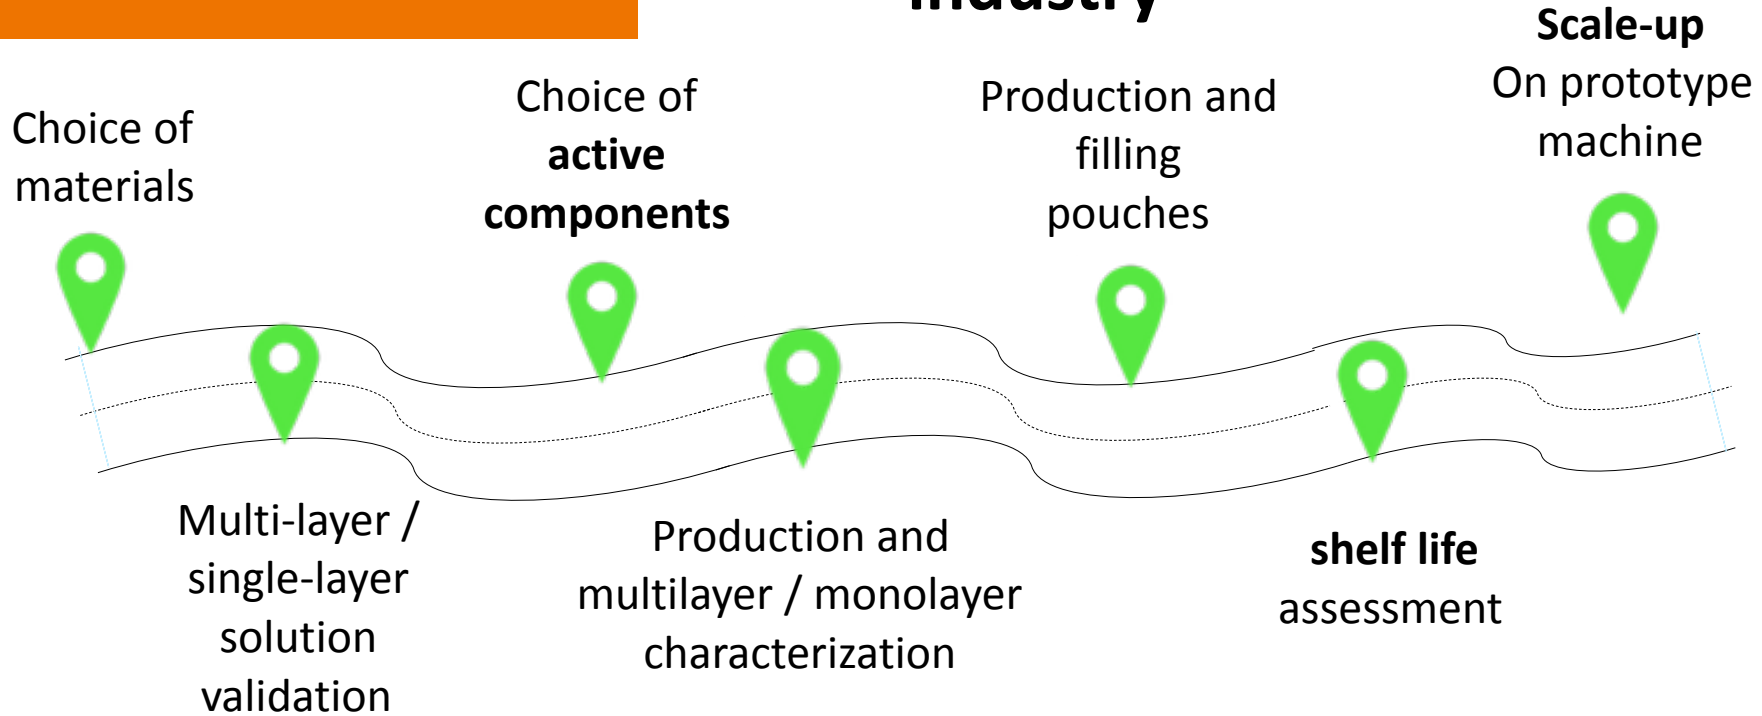 industry
Choice of
materials
Multi-layer /
single-layer
solution
validation
Choice of
active
components
Production and
multilayer / monolayer
characterization
Production and
filling
pouches
shelf life
assessment
Scale-up
On prototype
machine